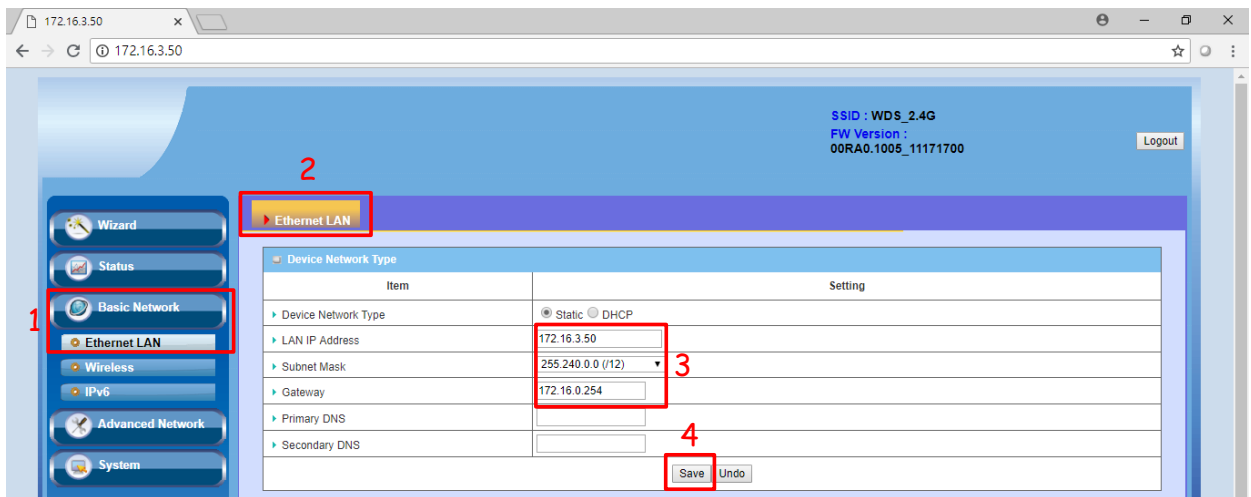 172.16.3.50
172.16.3.50
SSID : WDS_2.4G
FW Version :
00RA0.1005_11171700
Logout
2
Ethernet LAN
Wizard
Status
1
Basic Network
Ethernet LAN
Wireless
IPv6
Advanced Network
System
Device Network Type
Item Setting
Device Network Type Static DHCP
LAN IP Address 172.16.3.50
Subnet Mask 255.240.0.0 (/12)
3
Gateway 172.16.0.254
Primary DNS
Secondary DNS
4
Save Undo